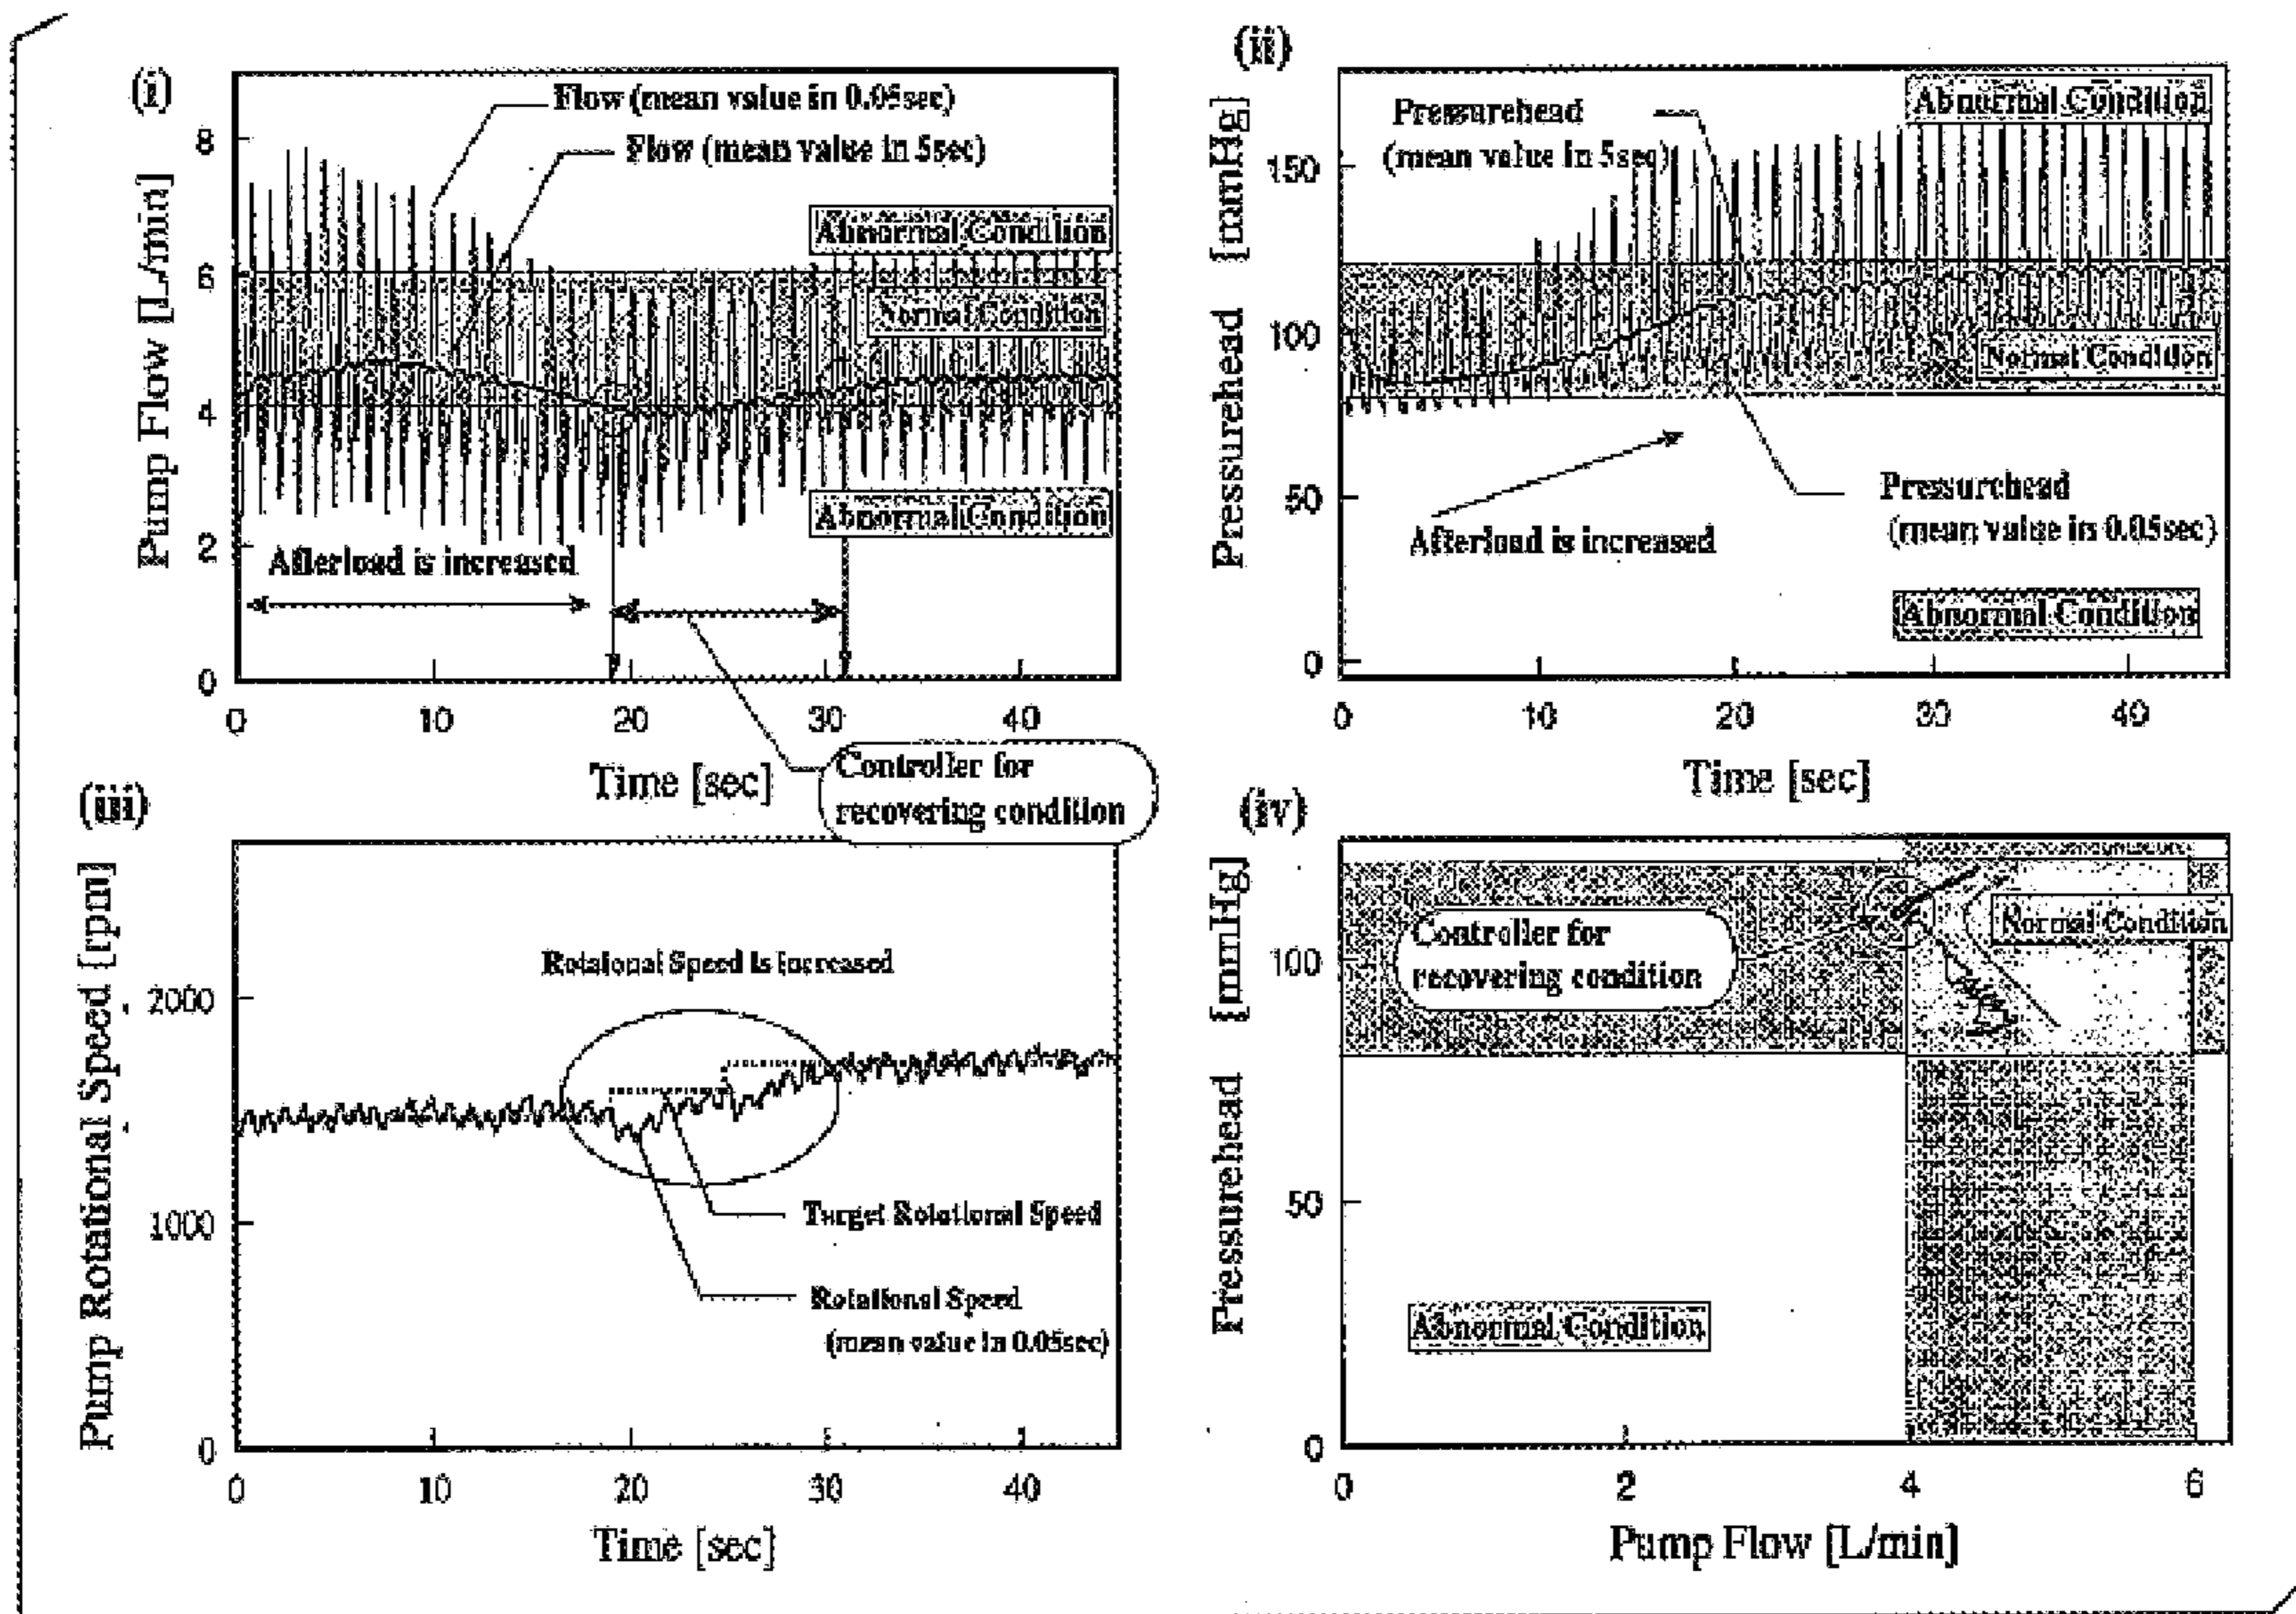 (i)
Pump Flow [L/min]
8
6
4
2
0
Flow (mean value in 0.05sec)
Flow (mean value in 5sec)
Abnormal Condition
Normal Condition
Abnormal Condition
Afterload is increased
0 10 20 30 40
Time [sec]
Controller for
recovering condition
(ii)
Pressurehead [mmHg]
150
100
50
0
Pressurehead
(mean value in 5sec)
Abnormal Condition
Normal Condition
Afterload is increased
Pressurehead
(mean value in 0.05sec)
Abnormal Condition
0 10 20 30 40
Time [sec]
(iii)
Pump Rotational Speed [rpm]
2000
1000
0
Rotaional Speed is increased
Target Rotational Speed
Rotational Speed
(mean value in 0.05sec)
0 10 20 30 40
Time [sec]
(iv)
Pressurehead [mmHg]
100
50
0
Controller for
recovering condition
Normal Condition
Abnormal Condition
0 2 4 6
Pump Flow [L/min]